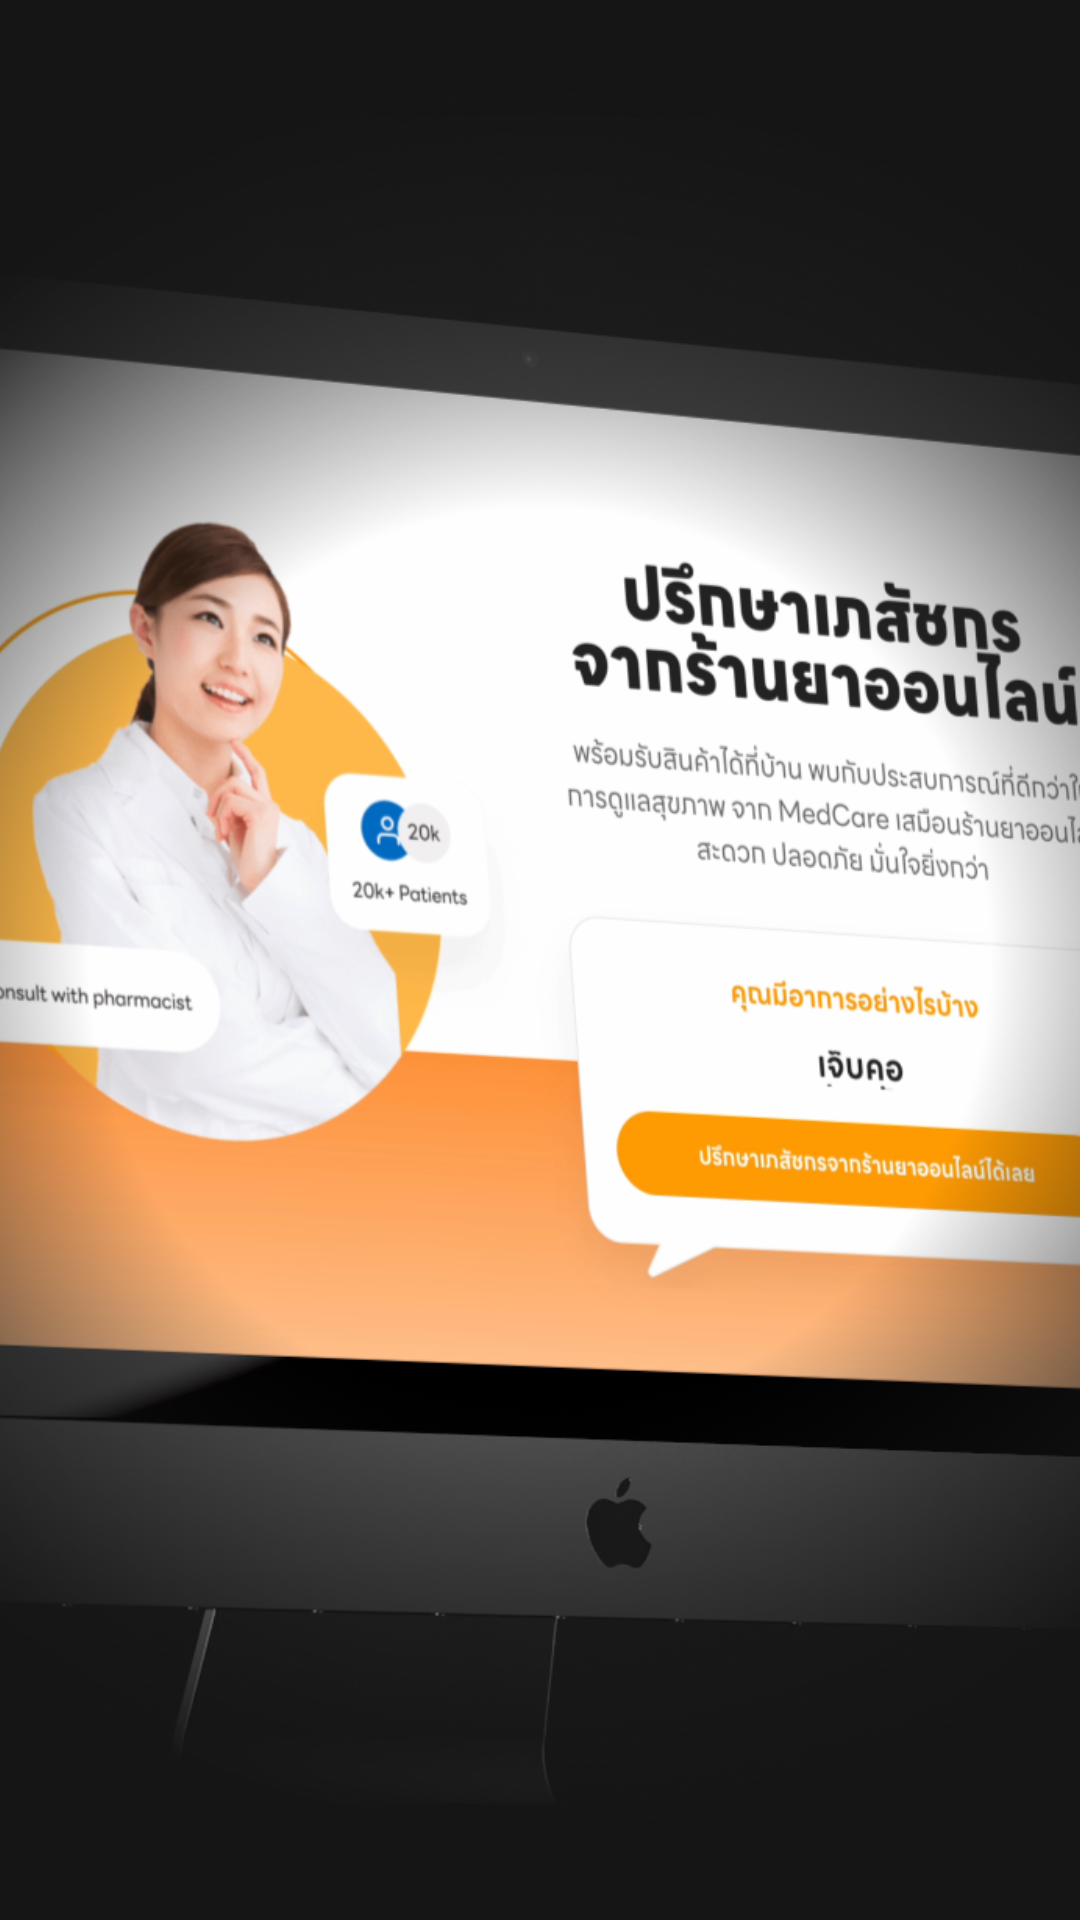 ปรึกษาเภสัชกร
จากร้านยาออนไลน์
พร้อมรับสินค้าได้ที่บ้าน พบกับประสบการณ์ที่ดีกว่า
การดูแลสุขภาพ จาก MedCare เสมือนร้านยา
สะดวก ปลอดภัย มั่นใจยิ่งกว่า
20k
20k+ Patients
with pharmacist
คุณมีอาการอย่างไรบ้าง
เจ็บคอ
ปรึกษาเภสัชกรจากร้านยาออนไลน์ได้เลย